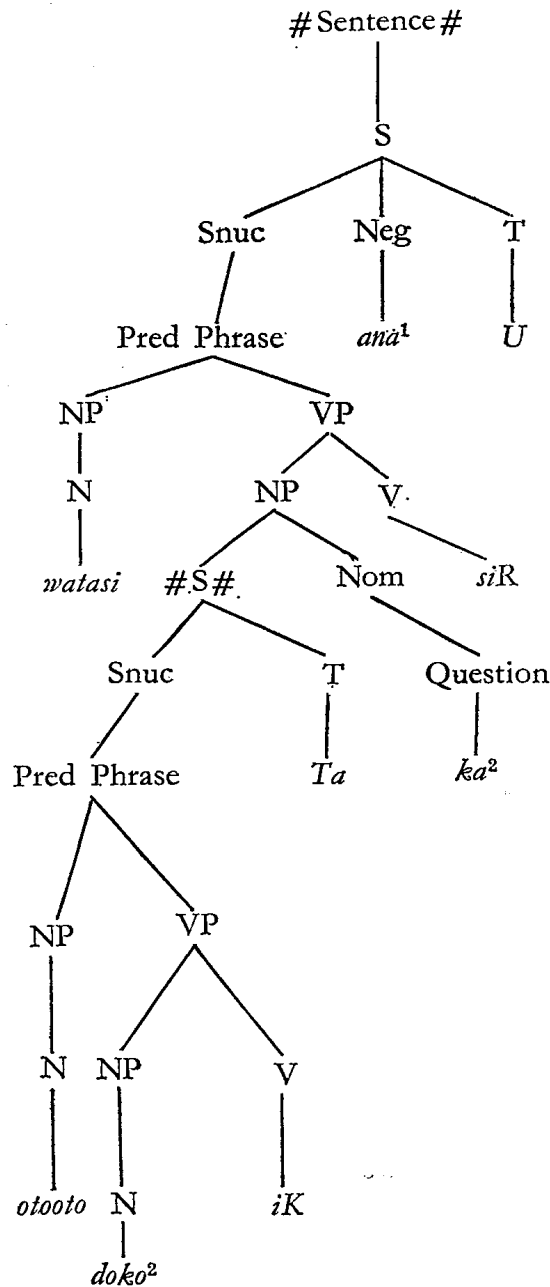 # Sentence #
S
Snuc Neg T
Pred Phrase ana¹ U
NP VP
N NP V
watasi #S# Nom siR
Snuc T Question
Pred Phrase Ta ka²
NP VP
N NP V
otooto N iK
doko²